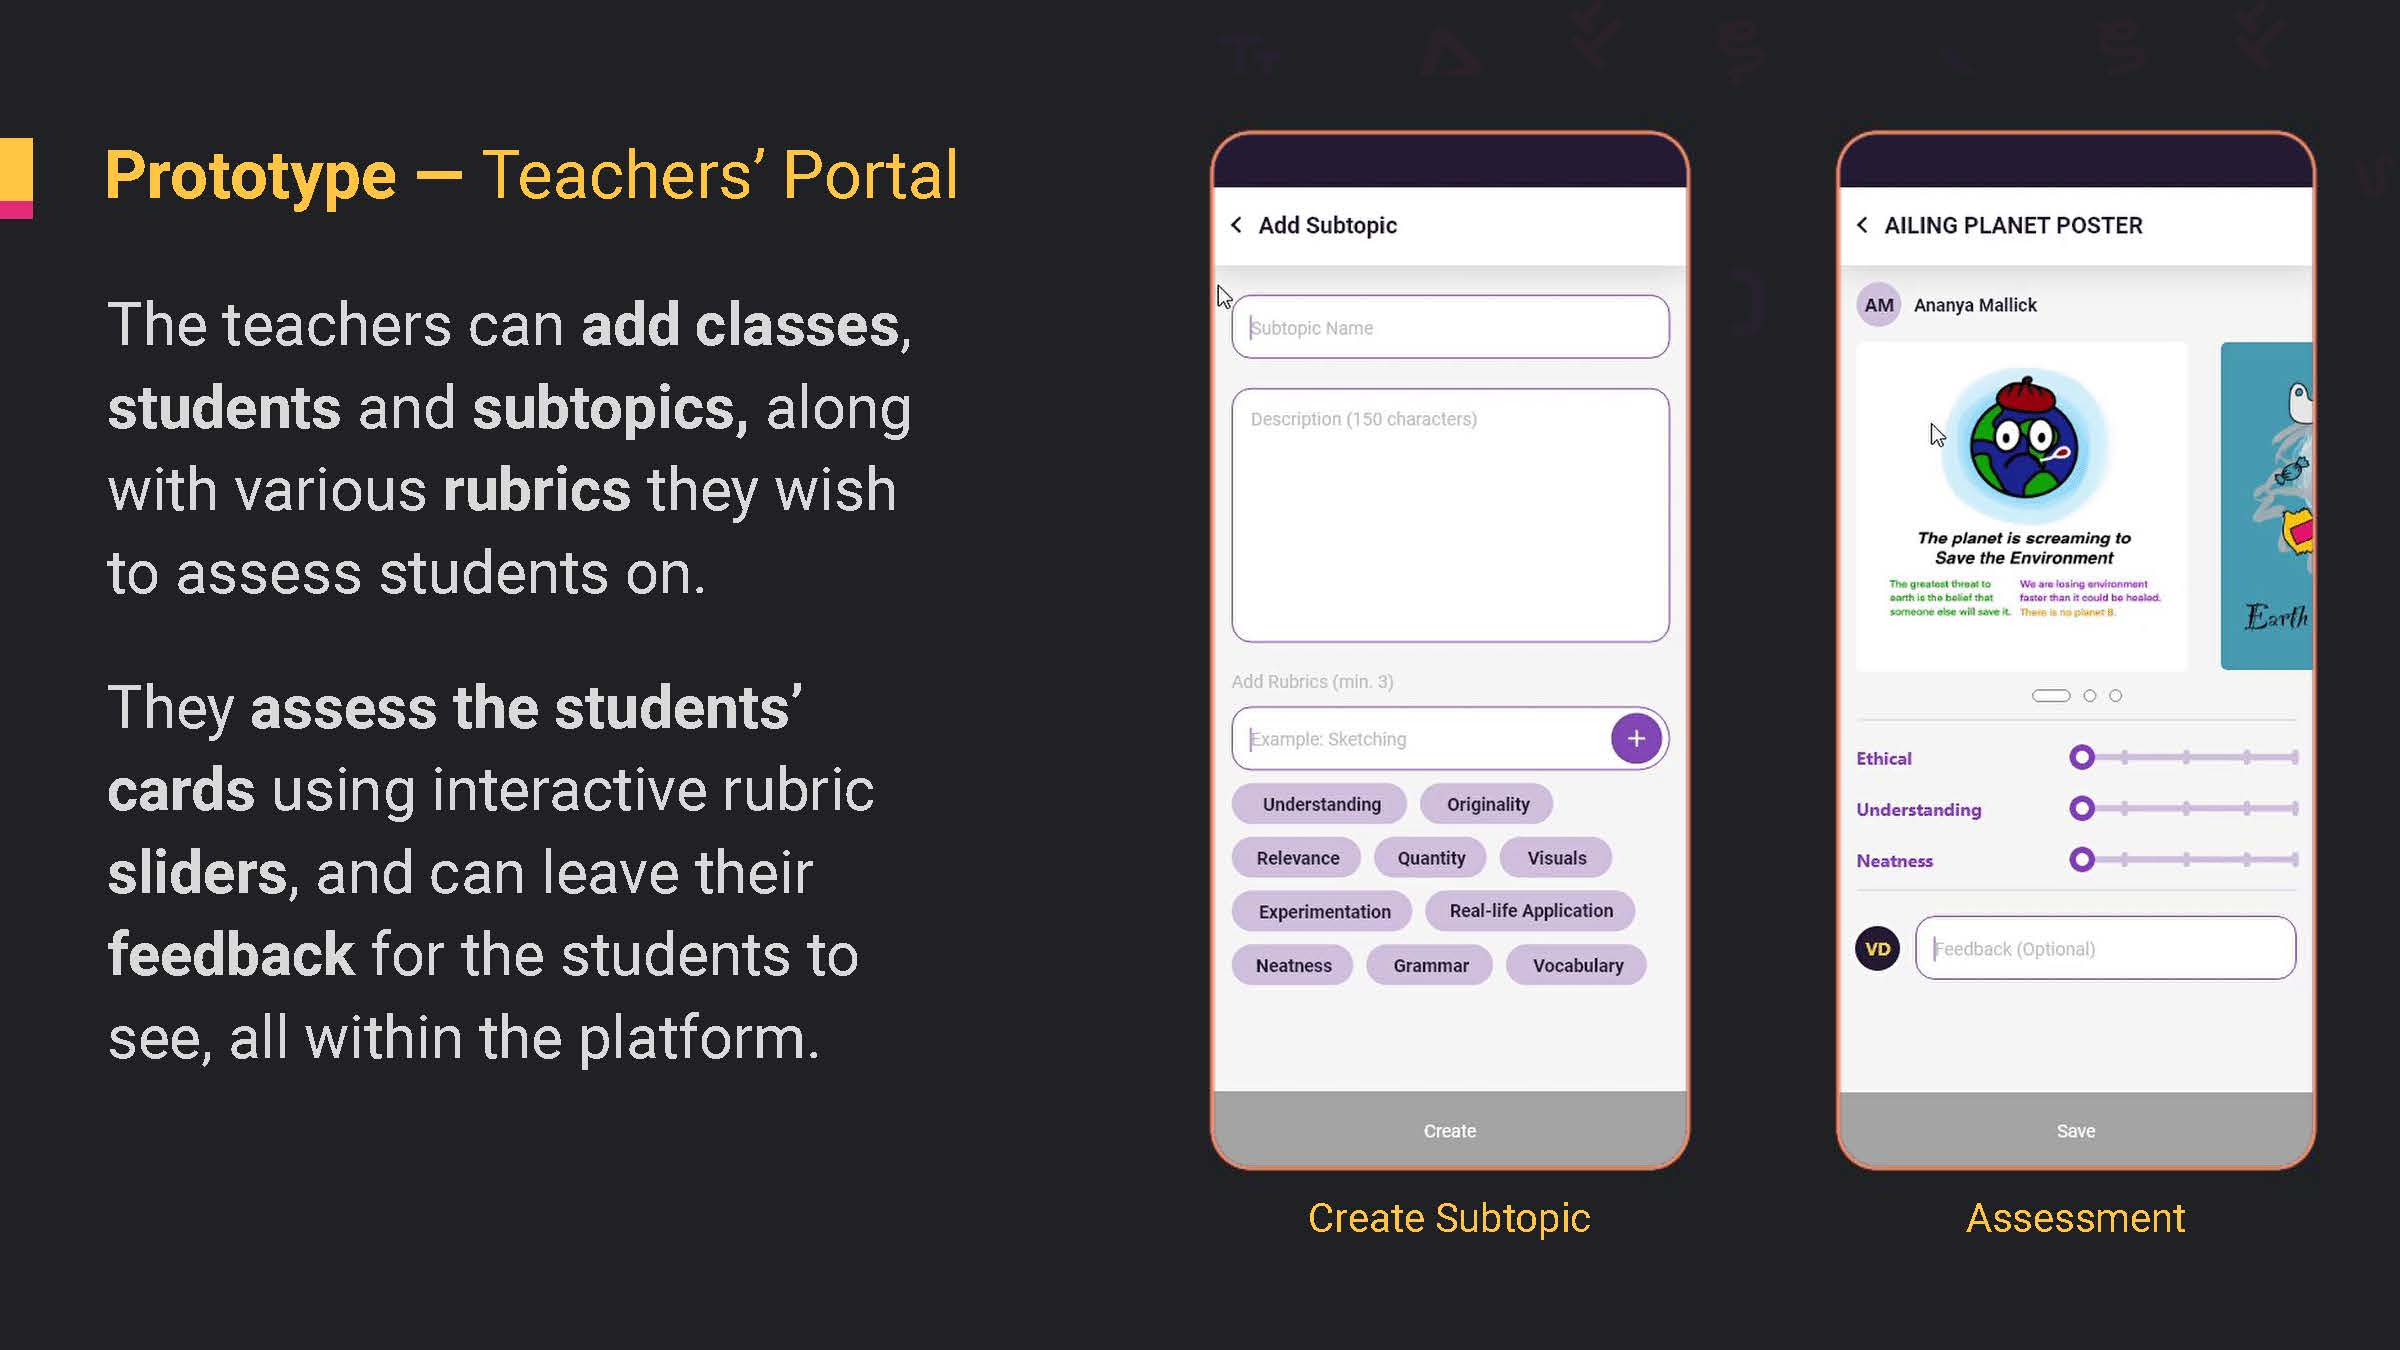 Prototype — Teachers’ Portal
The teachers can add classes,
students and subtopics, along
with various rubrics they wish
to assess students on.
They assess the students’
cards using interactive rubric
sliders, and can leave their
feedback for the students to
see, all within the platform.
Add Subtopic
Subtopic Name
Description (150 characters)
Add Rubrics (min. 3)
Example: Sketching
+
Understanding Originality
Relevance Quantity Visuals
Experimentation Real-life Application
Neatness Grammar Vocabulary
Create
Create Subtopic
AILING PLANET POSTER
AM Ananya Mallick
The planet is screaming to
Save the Environment
The greatest threat to
earth is the belief that
someone else will save it.
We are losing environment
faster than it could be healed.
There is no planet B.
Earth
Ethical
Understanding
Neatness
VD Feedback (Optional)
Save
Assessment